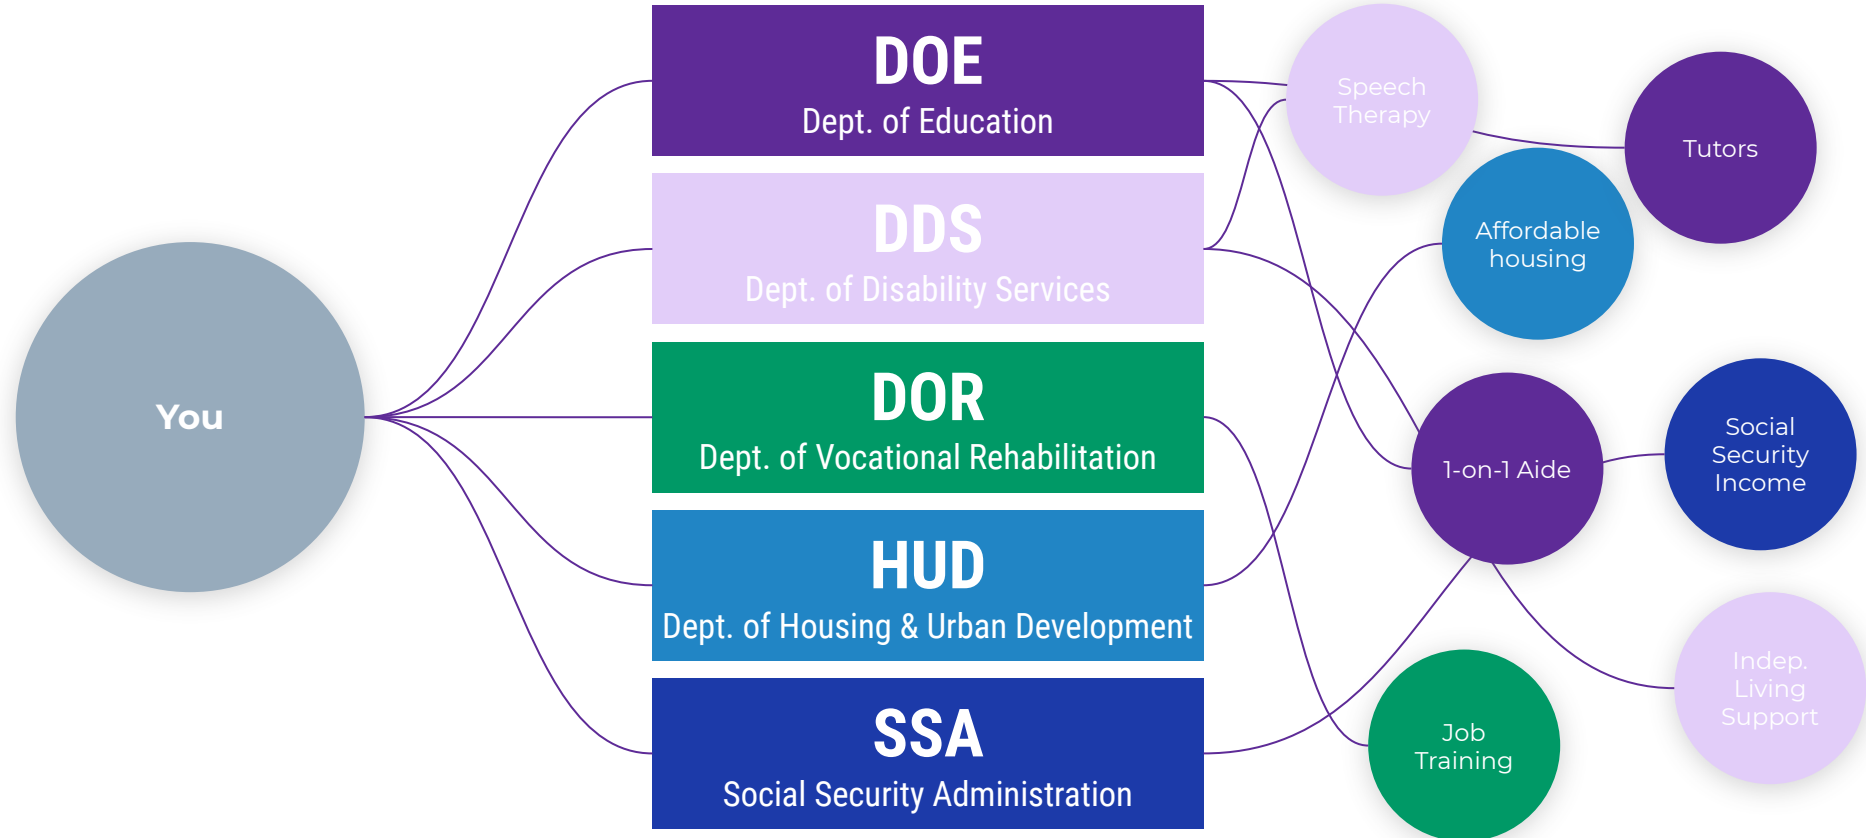 You
DOE
Dept. of Education
DDS
Dept. of Disability Services
DOR
Dept. of Vocational Rehabilitation
HUD
Dept. of Housing & Urban Development
SSA
Social Security Administration
Speech
Therapy
Tutors
Affordable
housing
1-on-1 Aide
Social
Security
Income
Indep.
Living
Support
Job
Training